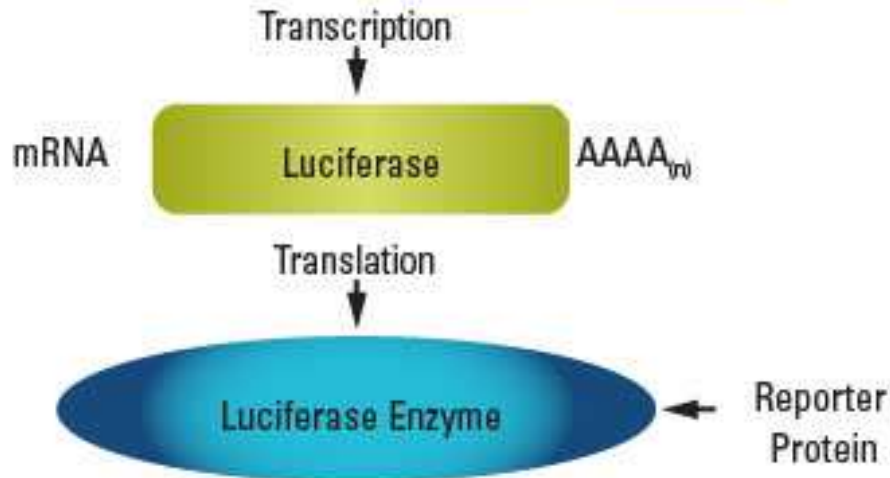 Transcription
mRNA
Luciferase
AAAA(n)
Translation
Luciferase Enzyme
Reporter
Protein